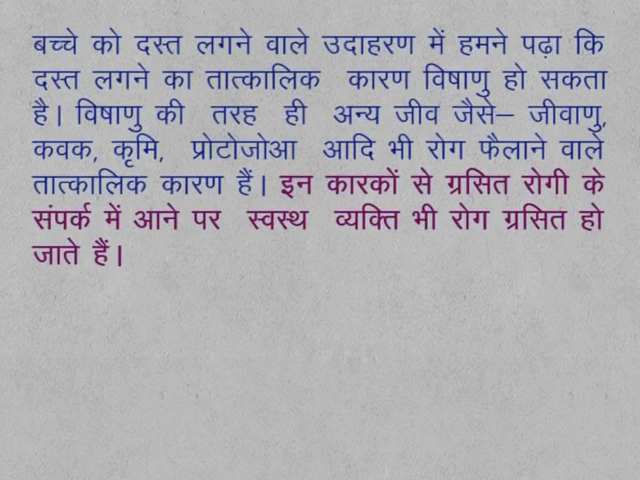 बच्चे को दस्त लगने वाले उदाहरण में हमने पढ़ा कि
दस्त लगने का तात्कालिक कारण विषाणु हो सकता
है। विषाणु की तरह ही अन्य जीव जैसे– जीवाणु,
कवक, कृमि, प्रोटोजोआ आदि भी रोग फैलाने वाले
तात्कालिक कारण हैं। इन कारकों से ग्रसित रोगी के
संपर्क में आने पर स्वस्थ व्यक्ति भी रोग ग्रसित हो
जाते हैं।